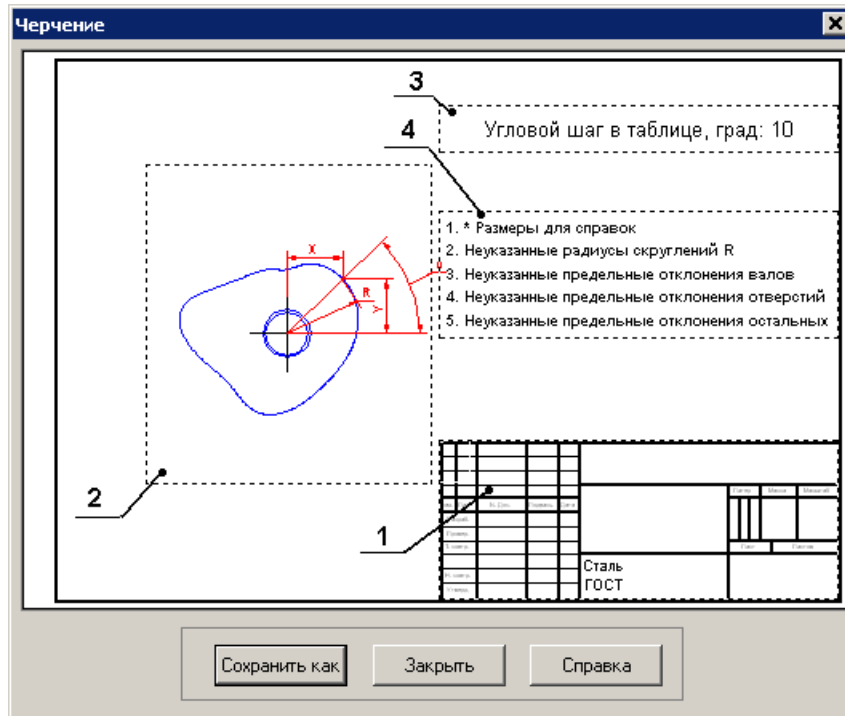 Черчение
3
Угловой шаг в таблице, град: 10
4
1. * Размеры для справок
2. Неуказанные радиусы скруглений R
3. Неуказанные предельные отклонения валов
4. Неуказанные предельные отклонения отверстий
5. Неуказанные предельные отклонения остальных
X
R
Y
2
1
Сталь
ГОСТ
Сохранить как
Закрыть
Справка